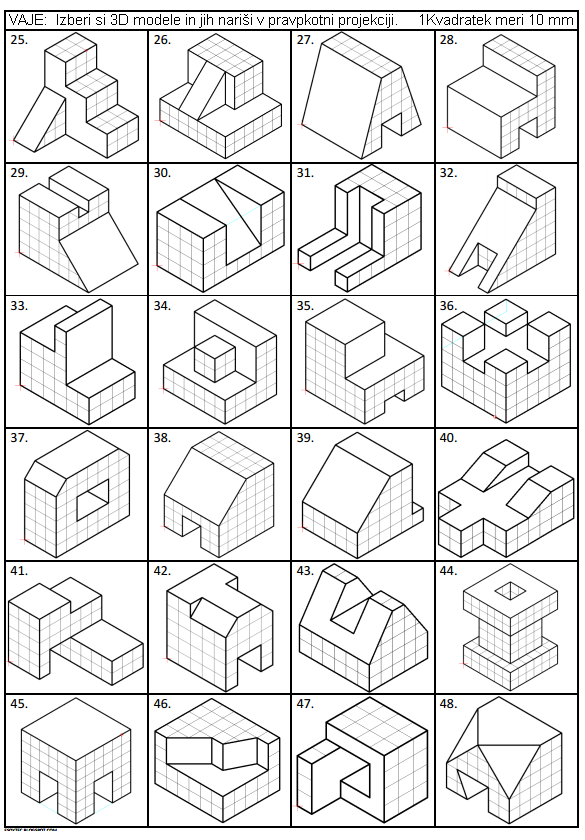 VAJE: Izberi si 3D modele in jih nariši v pravpkotni projekciji. 1Kvadratek meri 10 mm
25. 26. 27. 28.
29. 30. 31. 32.
33. 34. 35. 36.
37. 38. 39. 40.
41. 42. 43. 44.
45. 46. 47. 48.